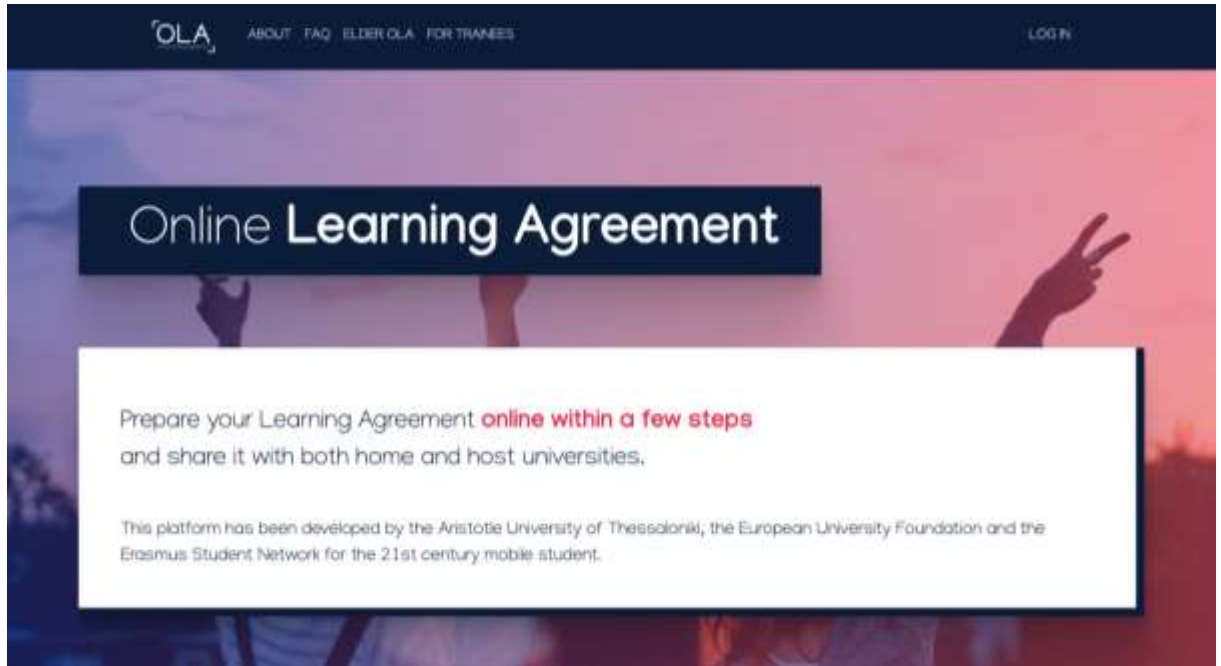 OLA
ABOUT FAQ ELDER OLA FOR TRAINEES
LOG IN
Online Learning Agreement
Prepare your Learning Agreement online within a few steps
and share it with both home and host universities.
This platform has been developed by the Aristotle University of Thessaloniki, the European University Foundation and the
Erasmus Student Network for the 21st century mobile student.